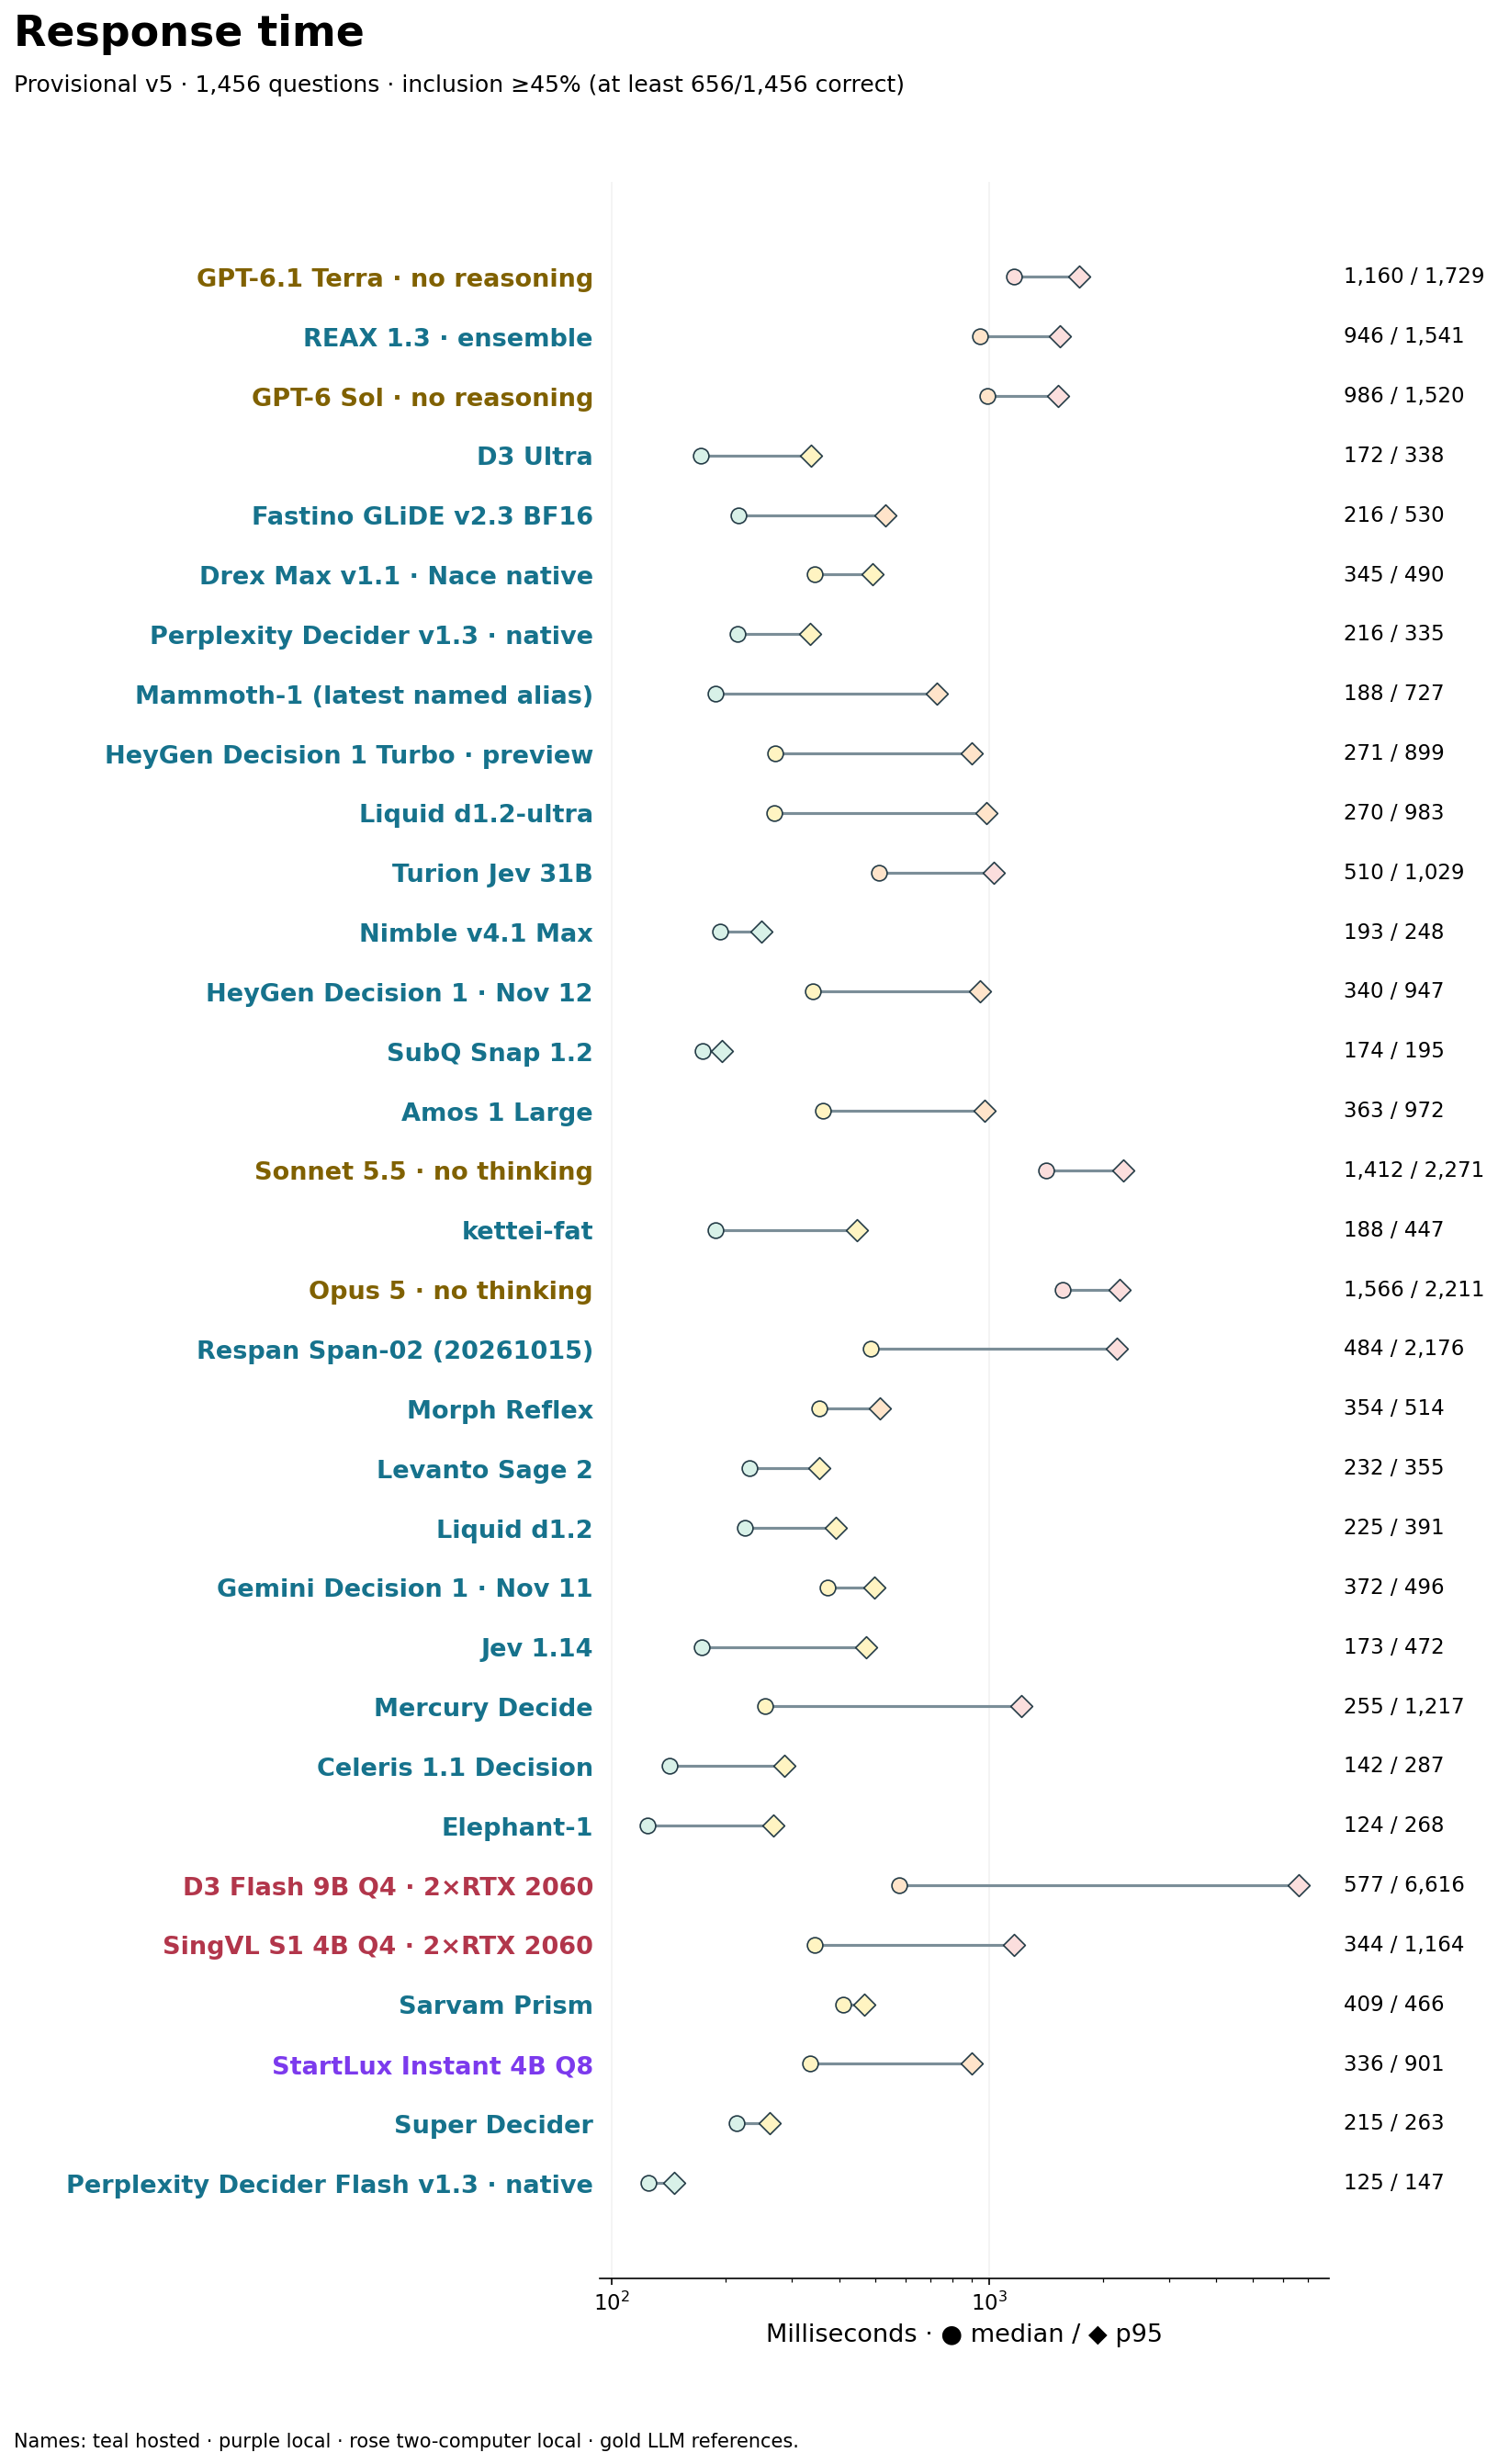 Response time
Provisional v5 · 1,456 questions · inclusion ≥45% (at least 656/1,456 correct)
GPT-6.1 Terra · no reasoning 1,160 / 1,729
REAX 1.3 · ensemble 946 / 1,541
GPT-6 Sol · no reasoning 986 / 1,520
D3 Ultra 172 / 338
Fastino GLiDE v2.3 BF16 216 / 530
Drex Max v1.1 · Nace native 345 / 490
Perplexity Decider v1.3 · native 216 / 335
Mammoth-1 (latest named alias) 188 / 727
HeyGen Decision 1 Turbo · preview 271 / 899
Liquid d1.2-ultra 270 / 983
Turion Jev 31B 510 / 1,029
Nimble v4.1 Max 193 / 248
HeyGen Decision 1 · Nov 12 340 / 947
SubQ Snap 1.2 174 / 195
Amos 1 Large 363 / 972
Sonnet 5.5 · no thinking 1,412 / 2,271
kettei-fat 188 / 447
Opus 5 · no thinking 1,566 / 2,211
Respan Span-02 (20261015) 484 / 2,176
Morph Reflex 354 / 514
Levanto Sage 2 232 / 355
Liquid d1.2 225 / 391
Gemini Decision 1 · Nov 11 372 / 496
Jev 1.14 173 / 472
Mercury Decide 255 / 1,217
Celeris 1.1 Decision 142 / 287
Elephant-1 124 / 268
D3 Flash 9B Q4 · 2×RTX 2060 577 / 6,616
SingVL S1 4B Q4 · 2×RTX 2060 344 / 1,164
Sarvam Prism 409 / 466
StartLux Instant 4B Q8 336 / 901
Super Decider 215 / 263
Perplexity Decider Flash v1.3 · native 125 / 147
10² 10³
Milliseconds · ● median / ◆ p95
Names: teal hosted · purple local · rose two-computer local · gold LLM references.